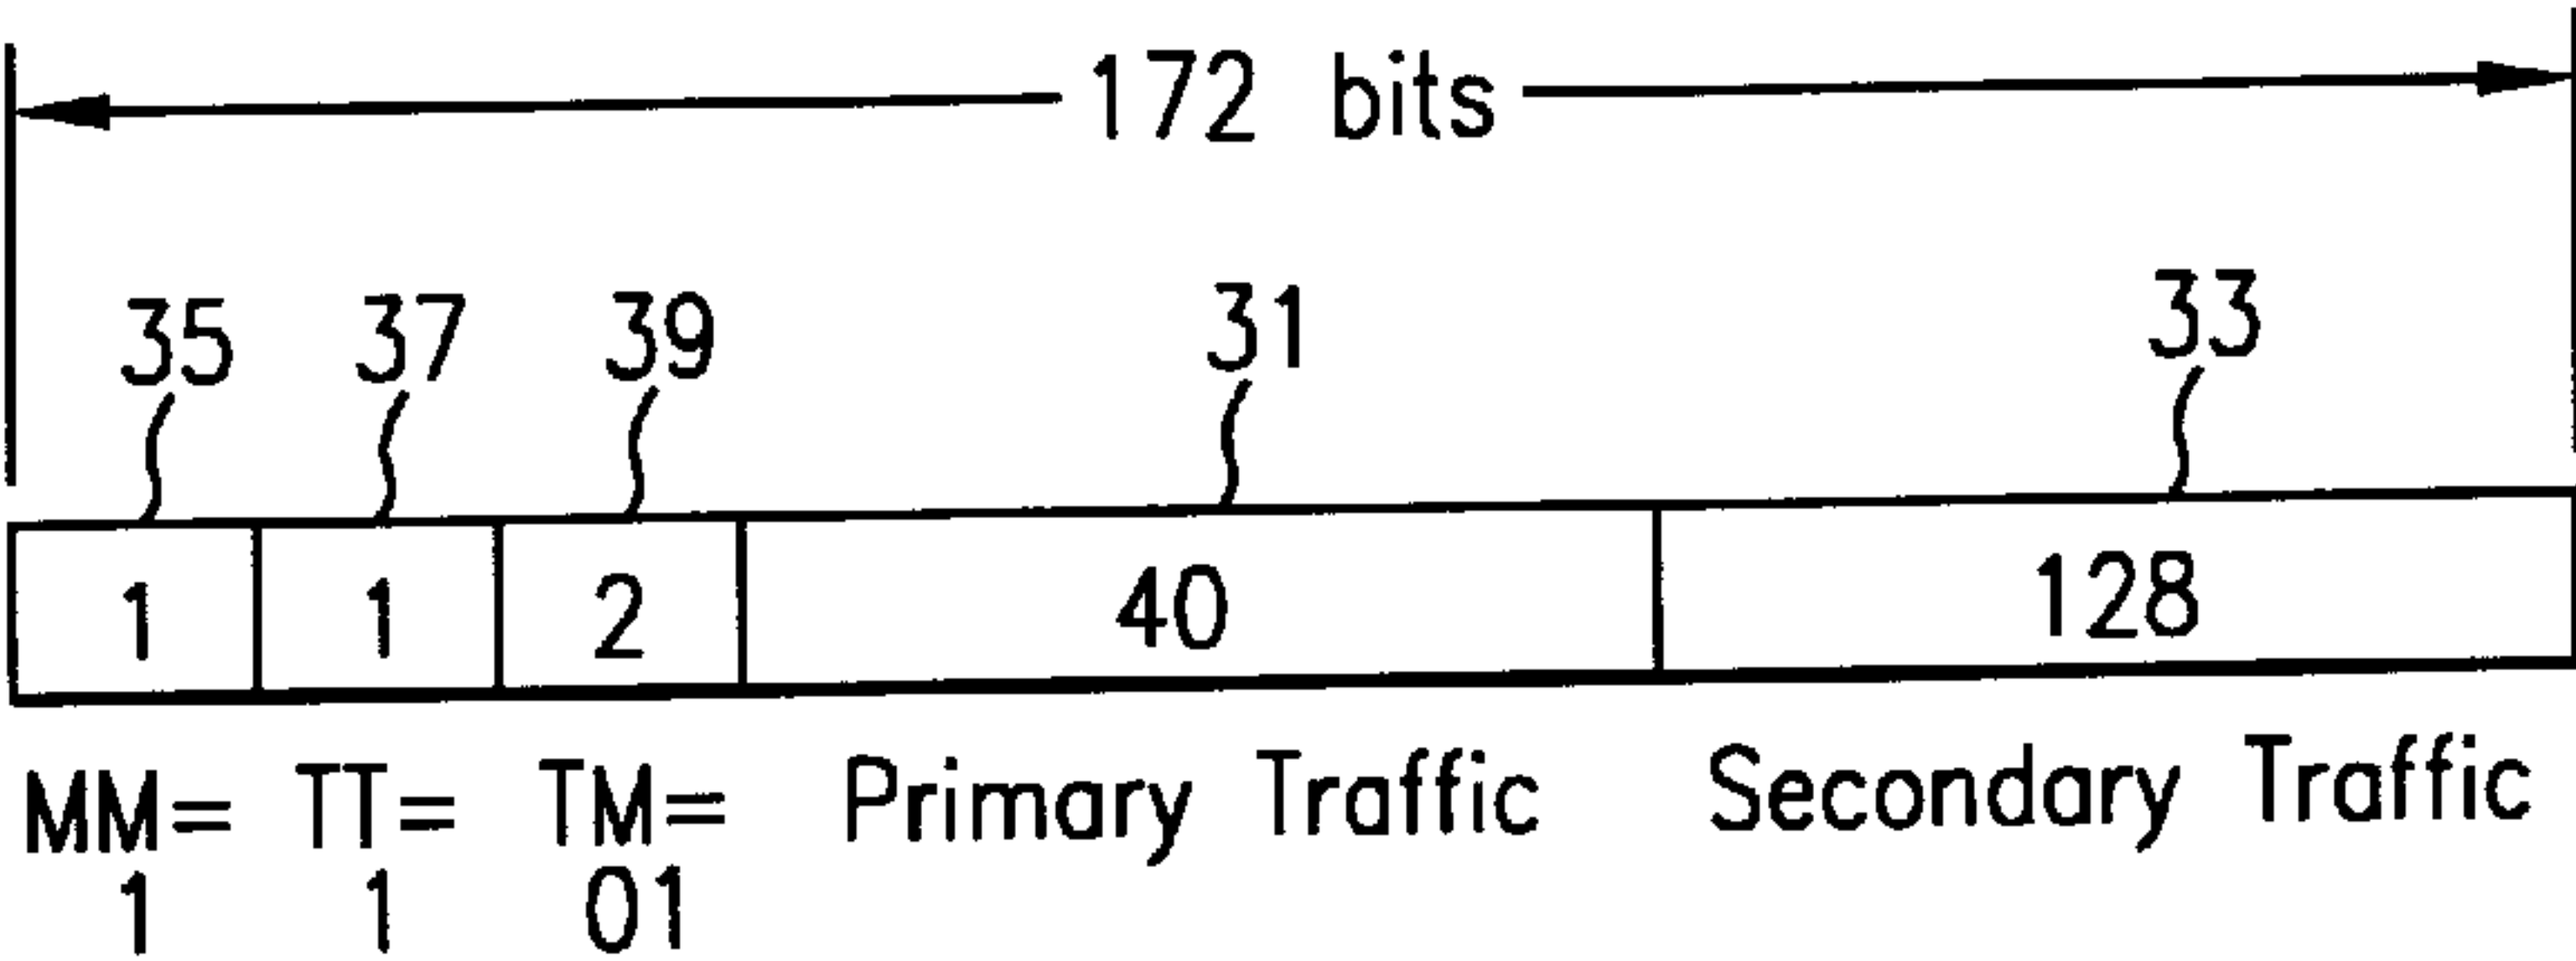 172 bits
35 37 39 31 33
1 1 2 40 128
MM= TT= TM= Primary Traffic Secondary Traffic
1 1 01